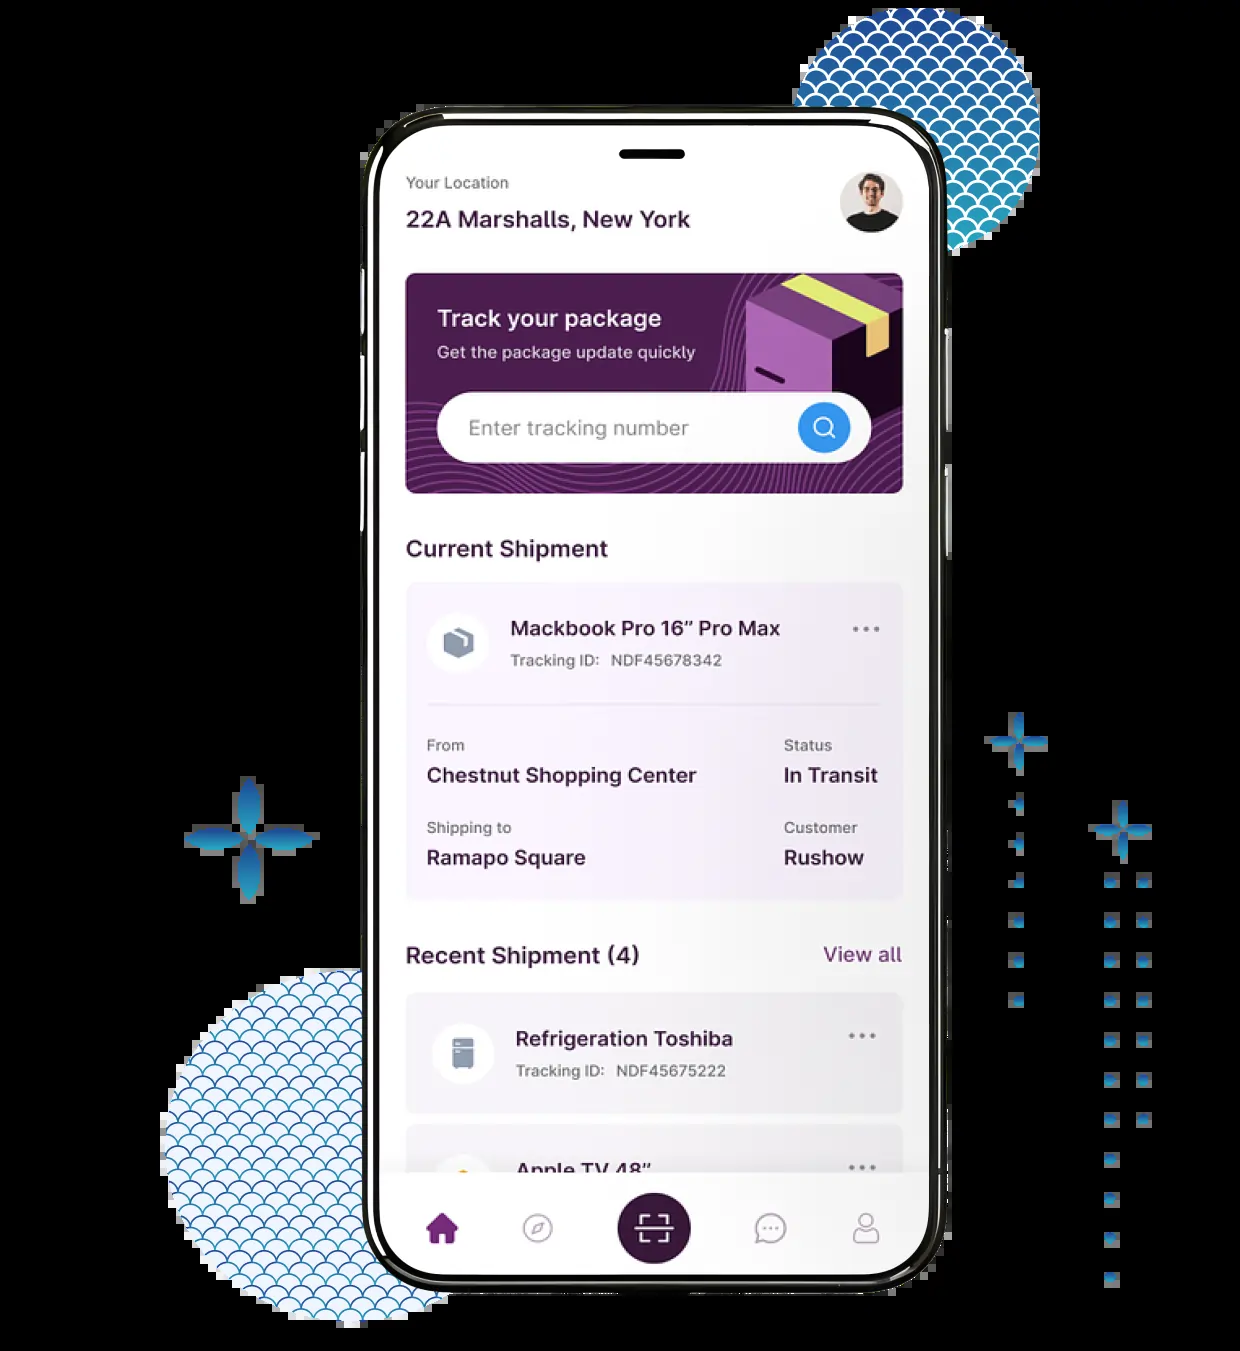 Your Location
22A Marshalls, New York
Track your package
Get the package update quickly
Enter tracking number
Current Shipment
Mackbook Pro 16” Pro Max
Tracking ID: NDF45678342
From
Status
Chestnut Shopping Center
In Transit
Shipping to
Customer
Ramapo Square
Rushow
Recent Shipment (4)
View all
Refrigeration Toshiba
Tracking ID: NDF45675222
Apple TV 48”